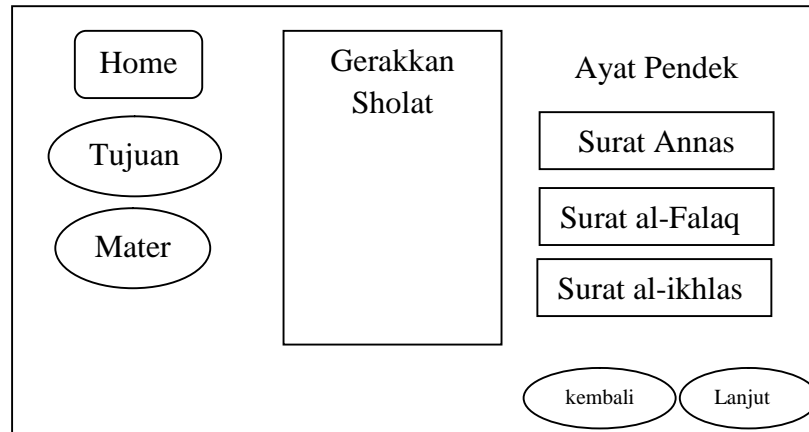 Home
Tujuan
Mater
Gerakkan
Sholat
Ayat Pendek
Surat Annas
Surat al-Falaq
Surat al-ikhlas
kembali
Lanjut